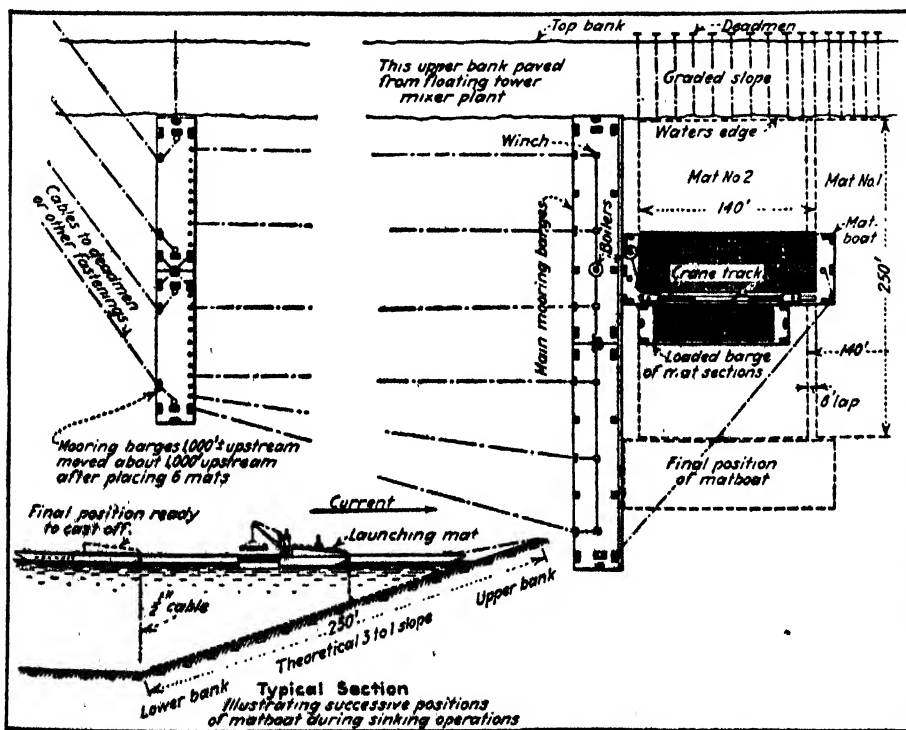 Top bank
Deadmen
This upper bank paved
from floating tower
mixer plant
Graded slope
Waters edge
Winch
Mat No 2
Mat No.1
140'
Mat
boat
Cables to deadmen
or other fastenings
Main mooring barges
Boilers
Crane track
250'
Loaded barge
of mat sections
140'
6' lap
Mooring barges 1,000'± upstream
moved about 1,000' upstream
after placing 6 mats
Final position
of matboat
Final position ready
to cast off
Current
Launching mat
1/2" cable
250'
Theoretical 3 to 1 slope
Upper bank
Lower bank
Typical Section
Illustrating successive positions
of matboat during sinking operations